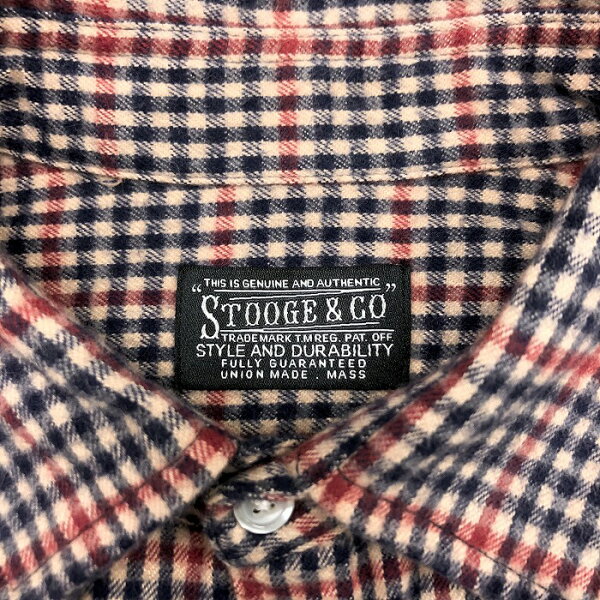 "THIS IS GENUINE AND AUTHENTIC"
STOOGE & CO
TRADEMARK T.M REG. PAT. OFF
STYLE AND DURABILITY
FULLY GUARANTEED
UNION MADE . MASS